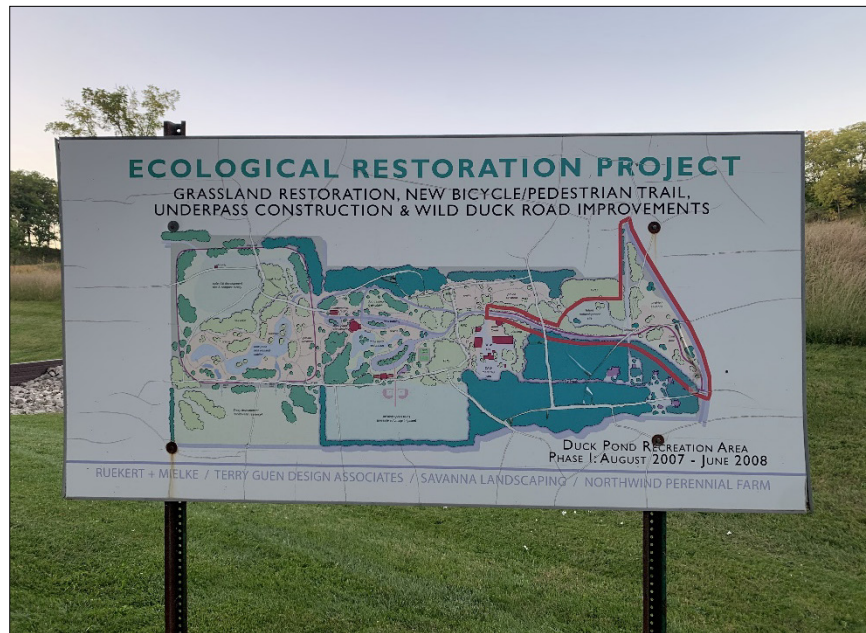 ECOLOGICAL RESTORATION PROJECT
GRASSLAND RESTORATION, NEW BICYCLE/PEDESTRIAN TRAIL,
UNDERPASS CONSTRUCTION & WILD DUCK ROAD IMPROVEMENTS
DUCK POND RECREATION AREA
PHASE I: AUGUST 2007 - JUNE 2008
RUEKERT + MIELKE / TERRY GUEN DESIGN ASSOCIATES / SAVANNA LANDSCAPING / NORTHWIND PERENNIAL FARM